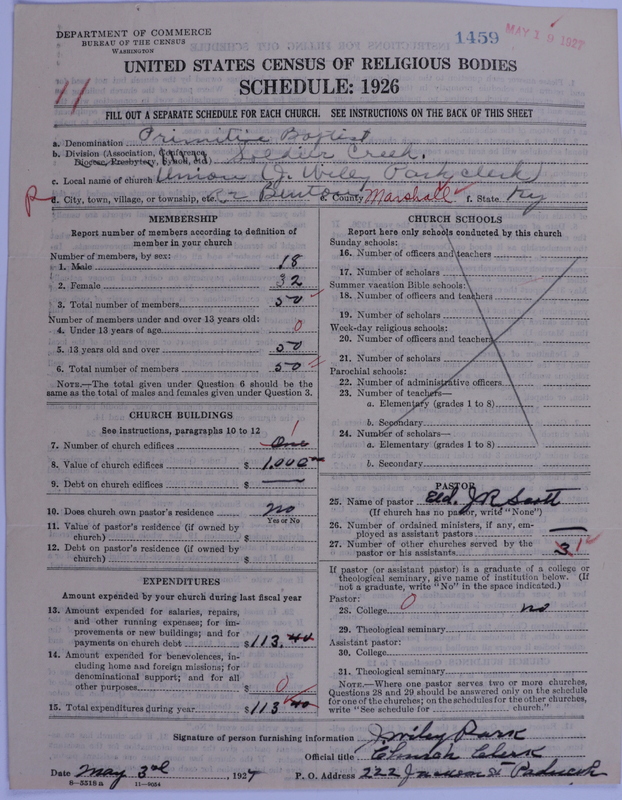 DEPARTMENT OF COMMERCE
BUREAU OF THE CENSUS
WASHINGTON
1459
MAY 19 1927
UNITED STATES CENSUS OF RELIGIOUS BODIES
SCHEDULE: 1926
11
FILL OUT A SEPARATE SCHEDULE FOR EACH CHURCH. SEE INSTRUCTIONS ON THE BACK OF THIS SHEET
a. Denomination Primitive Baptist
b. Division (Association, Conference, Diocese, Presbytery, Synod, etc.) Soldier Creek.
c. Local name of church Union (J. Wiley Park clerk)
R
d. City, town, village, or township, etc. Benton e. County Marshall f. State Ky
MEMBERSHIP
Report number of members according to definition of
member in your church
Number of members, by sex:
1. Male 18
2. Female 32
3. Total number of members 50
Number of members under and over 13 years old:
4. Under 13 years of age 0
5. 13 years old and over 50
6. Total number of members 50
NOTE.—The total given under Question 6 should be
same as the total of males and females given under Question 3.
CHURCH BUILDINGS
See instructions, paragraphs 10 to 12
1
7. Number of church edifices One
8. Value of church edifices $ 1,000
9. Debt on church edifices $ —
10. Does church own pastor's residence No
Yes or No
11. Value of pastor's residence (if owned by
church) $
12. Debt on pastor's residence (if owned by
church) $
EXPENDITURES
Amount expended by your church during last fiscal year
13. Amount expended for salaries, repairs,
and other running expenses; for im-
provements or new buildings; and for
payments on church debt $ 113.40
14. Amount expended for benevolences, in-
cluding home and foreign missions; for
denominational support; and for all
other purposes $ 0
15. Total expenditures during year $ 113 40
CHURCH SCHOOLS
Report here only schools conducted by this church
Sunday schools:
16. Number of officers and teachers
17. Number of scholars
Summer vacation Bible schools:
18. Number of officers and teachers
19. Number of scholars
Week-day religious schools:
20. Number of officers and teachers
21. Number of scholars
Parochial schools:
22. Number of administrative officers
23. Number of teachers—
a. Elementary (grades 1 to 8)
b. Secondary
24. Number of scholars—
a. Elementary (grades 1 to 8)
b. Secondary
PASTOR
25. Name of pastor Eld. J R Scott
(If church has no pastor, write "None")
26. Number of ordained ministers, if any, em-
ployed as assistant pastors —
27. Number of other churches served by the
pastor or his assistants 3 1
If pastor (or assistant pastor) is a graduate of a college or
theological seminary, give name of institution below. (If
not a graduate, write "No" in the space indicated.)
Pastor:
28. College 0 no
29. Theological seminary
Assistant pastor:
30. College
31. Theological seminary
NOTE.—Where one pastor serves two or more churches,
Questions 28 and 29 should be answered only on the schedule
for one of the churches; on the schedules for the other churches,
write "See schedule for church."
Signature of person furnishing information J Wiley Park
Official title Church Clerk
Date May 3rd, 1927 P. O. Address 222 Jackson St Paducah
8—5318 a 11—9054